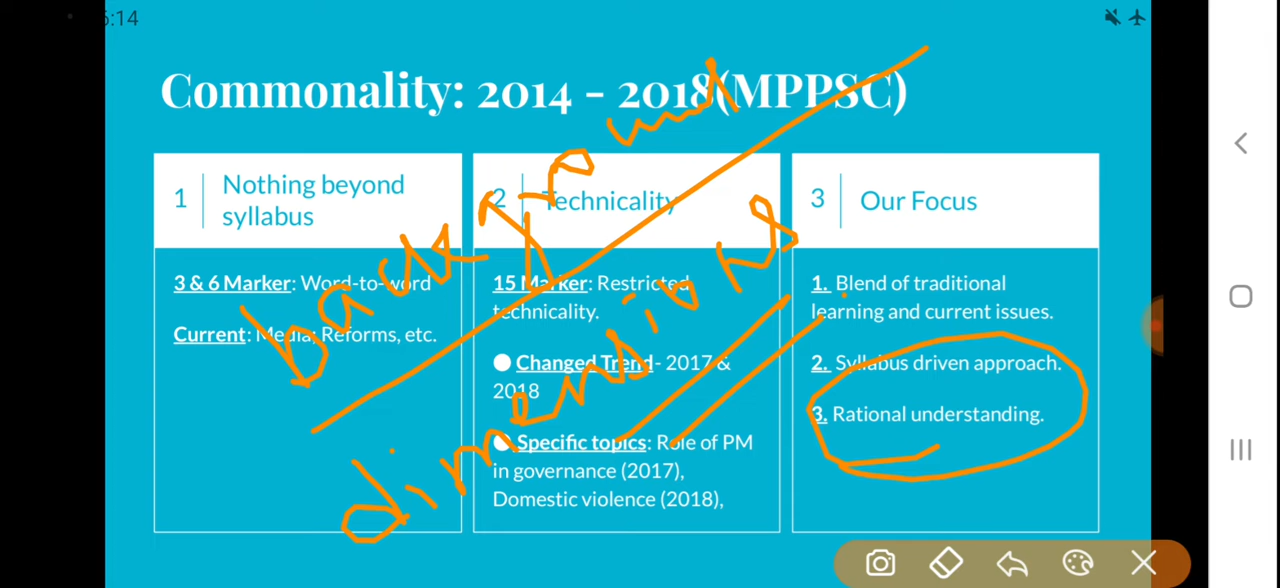 6:14
Commonality: 2014 - 2018(MPPSC)
1
Nothing beyond
syllabus
3 & 6 Marker: Word-to-word
Current: Media; Reforms, etc.
2
Technicality
15 Marker: Restricted
technicality.
Changed Trend- 2017 &
2018
Specific topics: Role of PM
in governance (2017),
Domestic violence (2018),
3
Our Focus
1. Blend of traditional
learning and current issues.
2. Syllabus driven approach.
3. Rational understanding.
background
dimensions